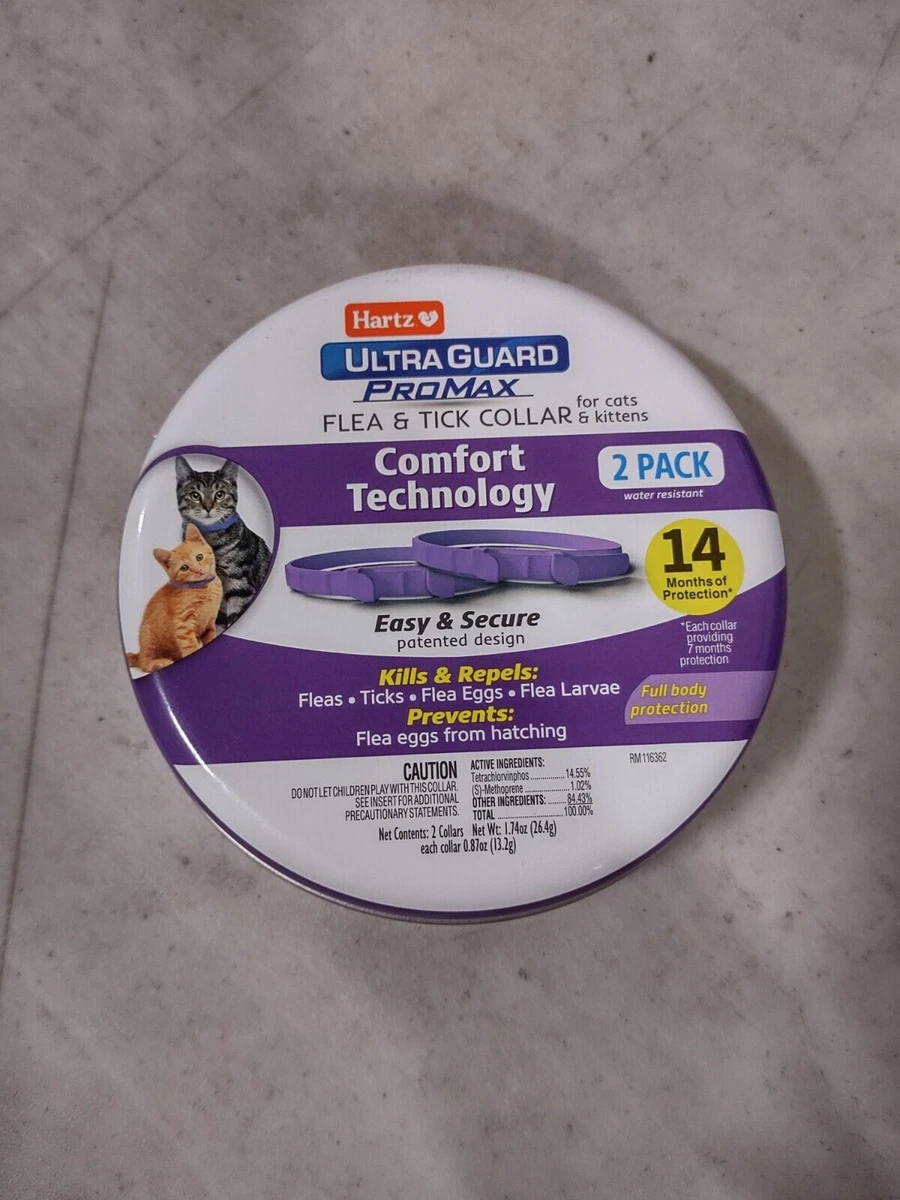 Hartz
ULTRAGUARD
PROMAX
FLEA & TICK COLLAR for cats & kittens
Comfort
Technology
2 PACK
water resistant
14
Months of
Protection*
*Each collar
providing
7 months
protection
Easy & Secure
patented design
Kills & Repels:
Fleas • Ticks • Flea Eggs • Flea Larvae
Prevents:
Flea eggs from hatching
Full body
protection
RM116362
CAUTION
DO NOT LET CHILDREN PLAY WITH THIS COLLAR.
SEE INSERT FOR ADDITIONAL
PRECAUTIONARY STATEMENTS.
ACTIVE INGREDIENTS:
Tetrachlorvinphos..............14.55%
(S)-Methoprene..................1.02%
OTHER INGREDIENTS:.......84.43%
TOTAL..............................100.00%
Net Contents: 2 Collars Net Wt: 1.74oz (26.4g)
each collar 0.87oz (13.2g)